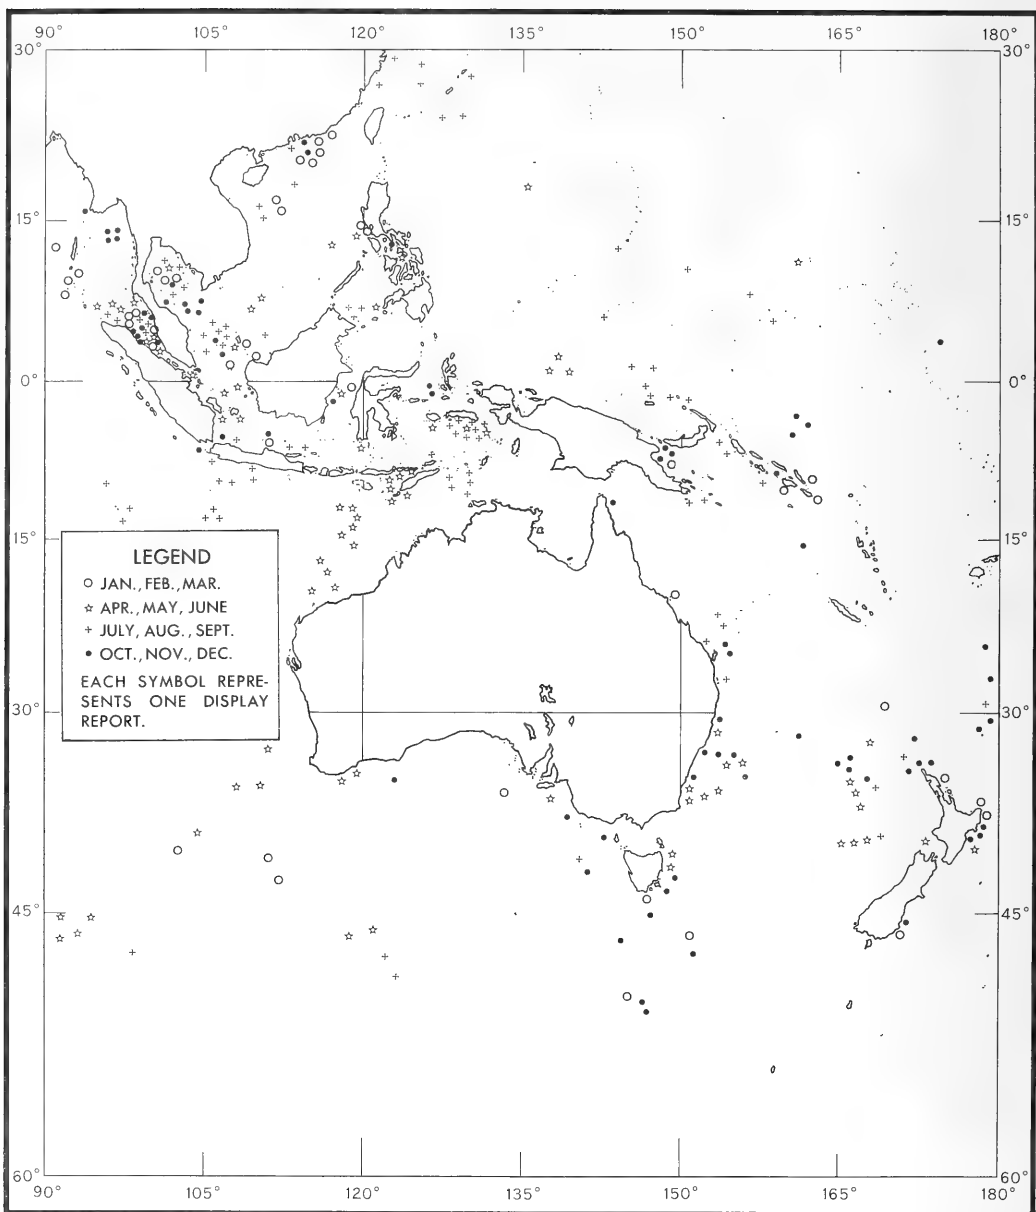 90° 105° 120° 135° 150° 165° 180°
30° 30°
15° 15°
0° 0°
15° 15°
LEGEND
JAN., FEB., MAR.
APR., MAY, JUNE
JULY, AUG., SEPT.
OCT., NOV., DEC.
EACH SYMBOL REPRE-
SENTS ONE DISPLAY
REPORT.
30° 30°
45° 45°
60° 60°
90° 105° 120° 135° 150° 165° 180°